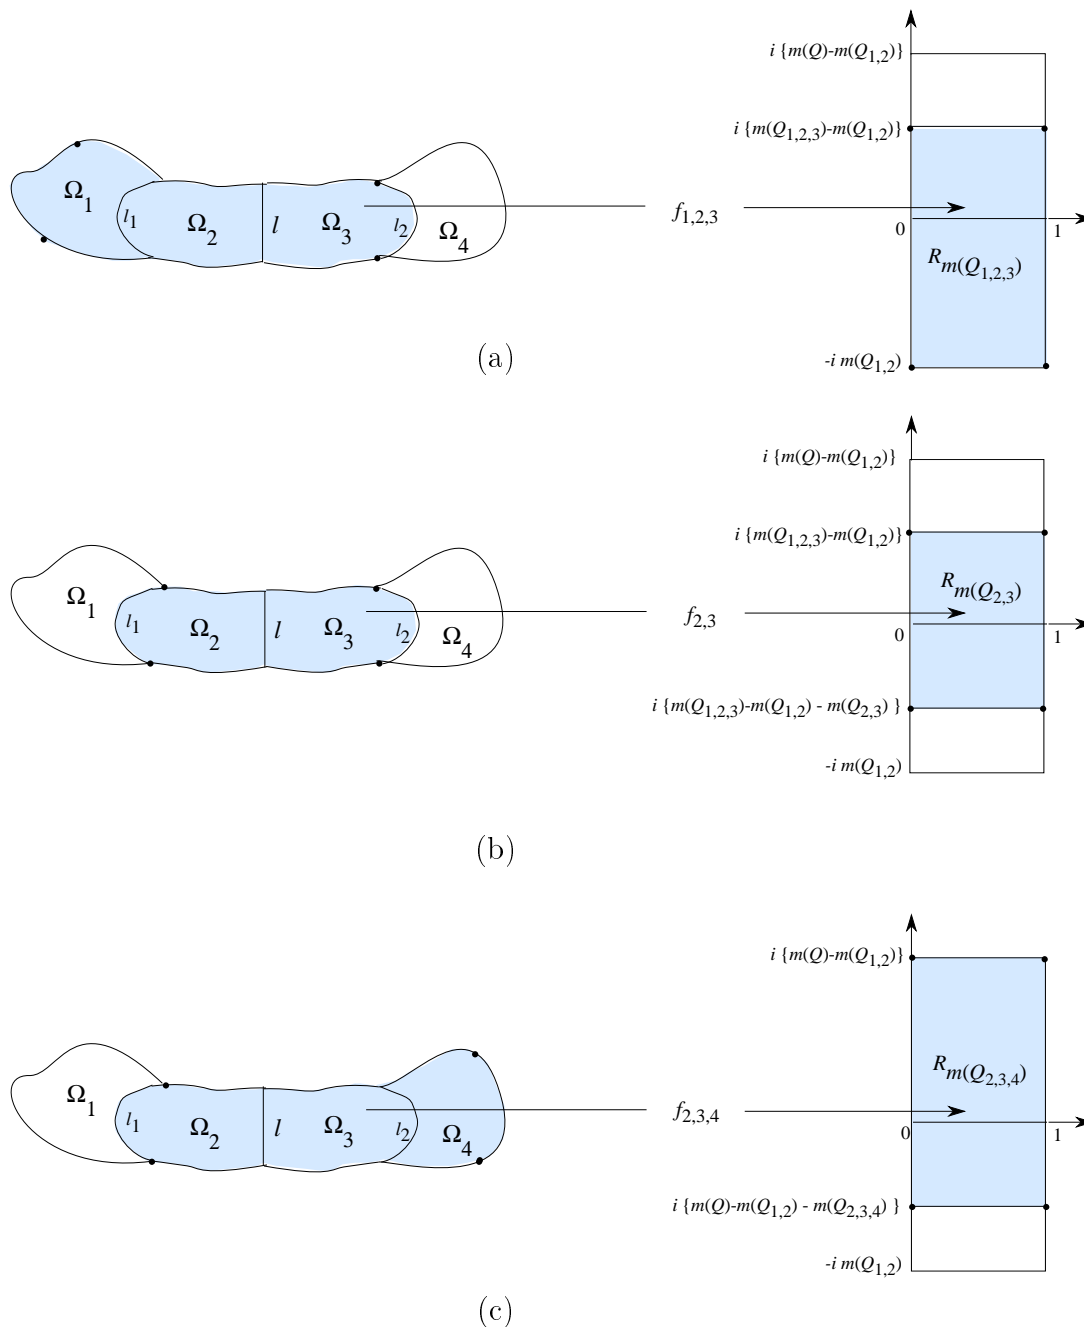 i {m(Q)-m(Q1,2)}
i {m(Q1,2,3)-m(Q1,2)}
Ω1 l1 Ω2 l Ω3 l2 Ω4 f1,2,3 0 1
Rm(Q1,2,3)
-i m(Q1,2)
(a)
i {m(Q)-m(Q1,2)}
i {m(Q1,2,3)-m(Q1,2)}
Rm(Q2,3)
Ω1 l1 Ω2 l Ω3 l2 Ω4 f2,3 0 1
i {m(Q1,2,3)-m(Q1,2) - m(Q2,3) }
-i m(Q1,2)
(b)
i {m(Q)-m(Q1,2)}
Rm(Q2,3,4)
Ω1 l1 Ω2 l Ω3 l2 Ω4 f2,3,4 0 1
i {m(Q)-m(Q1,2) - m(Q2,3,4) }
-i m(Q1,2)
(c)